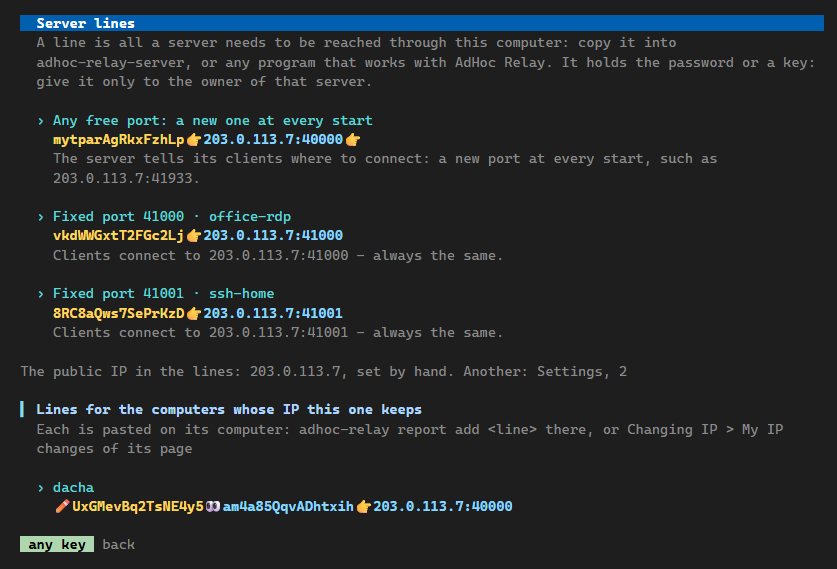 Server lines
A line is all a server needs to be reached through this computer: copy it into
adhoc-relay-server, or any program that works with AdHoc Relay. It holds the password or a key:
give it only to the owner of that server.
› Any free port: a new one at every start
mytparAgRkxFzhLp👉203.0.113.7:40000👉
The server tells its clients where to connect: a new port at every start, such as
203.0.113.7:41933.
› Fixed port 41000 · office-rdp
vkdWWGxtT2FGc2Lj👉203.0.113.7:41000
Clients connect to 203.0.113.7:41000 - always the same.
› Fixed port 41001 · ssh-home
8RC8aQws7SePrKzD👉203.0.113.7:41001
Clients connect to 203.0.113.7:41001 - always the same.
The public IP in the lines: 203.0.113.7, set by hand. Another: Settings, 2
Lines for the computers whose IP this one keeps
Each is pasted on its computer: adhoc-relay report add <line> there, or Changing IP > My IP
changes of its page
› dacha
🖍️UxGMevBq2TsNE4y5👀am4a85QqvADhtxih👉203.0.113.7:40000
any key back